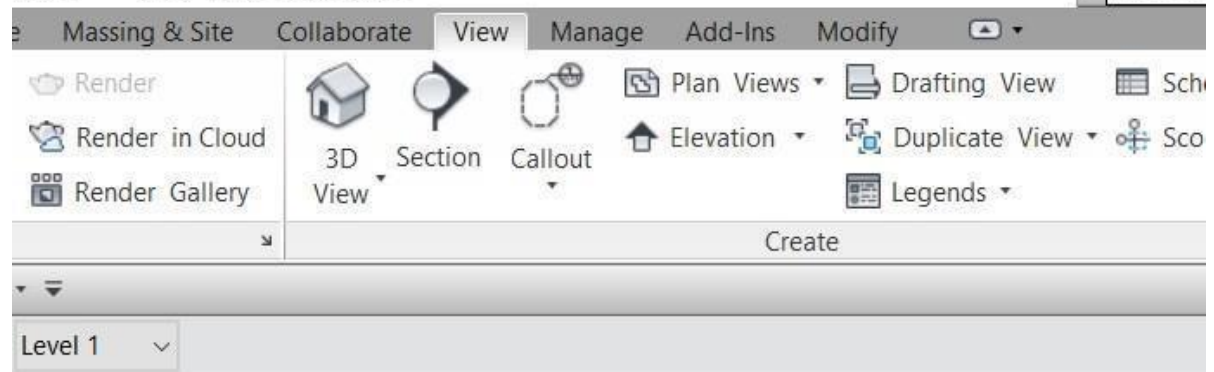 Massing & Site Collaborate View Manage Add-Ins Modify
Render
Render in Cloud
Render Gallery
3D View
Section
Callout
Plan Views
Elevation
Drafting View
Duplicate View
Legends
Create
Level 1